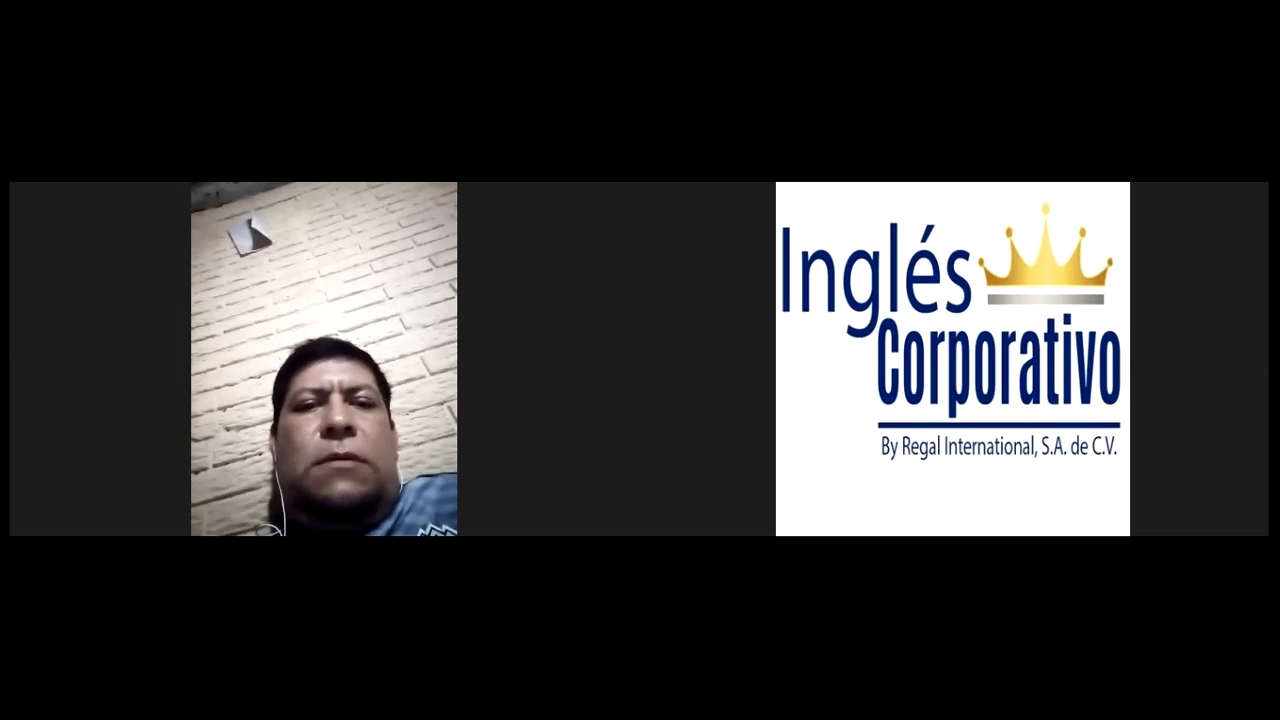 Inglés
Corporativo
By Regal International, S.A. de C.V.